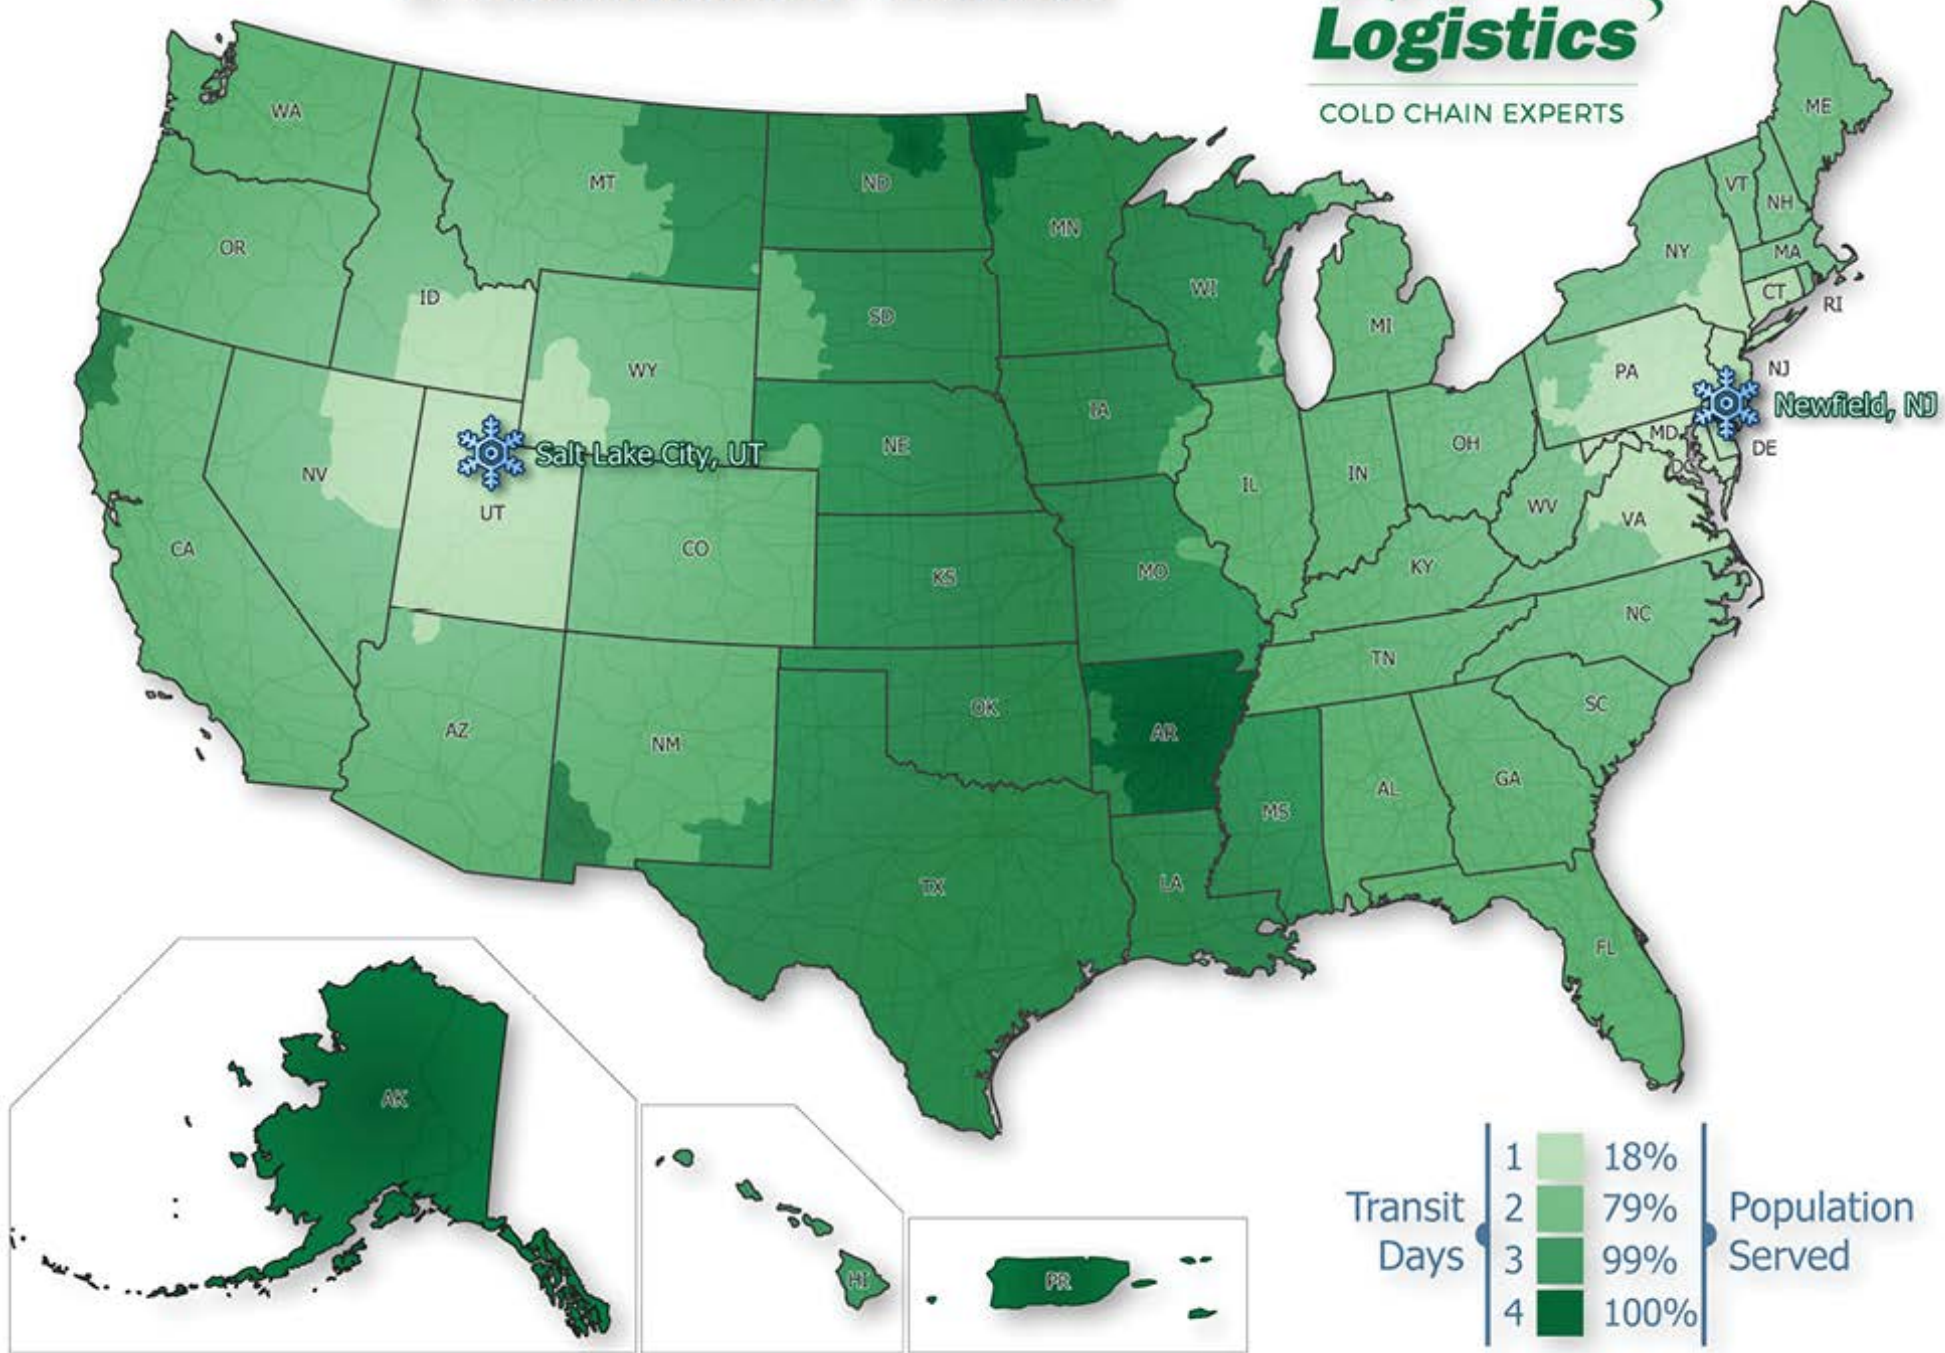 Logistics
COLD CHAIN EXPERTS
WA
MT
ND
MN
ME
VT
NH
OR
ID
SD
WI
NY
MA
CT
RI
WY
MI
PA
NJ
Newfield, NJ
Salt Lake City, UT
NV
UT
NE
IA
IL
IN
OH
MD
DE
DC
WV
VA
CA
CO
KS
MO
KY
NC
TN
AZ
NM
OK
AR
SC
MS
AL
GA
TX
LA
FL
AK
HI
PR
Transit
Days
1 18%
2 79%
3 99%
4 100%
Population
Served